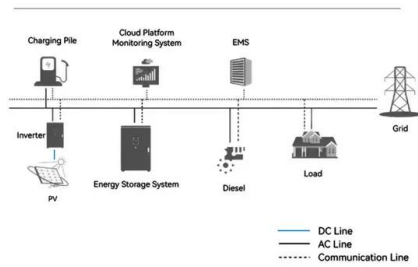 Charging Pile
Cloud Platform
Monitoring System
EMS
Grid
Inverter
PV
Energy Storage System
Diesel
Load
DC Line
AC Line
Communication Line